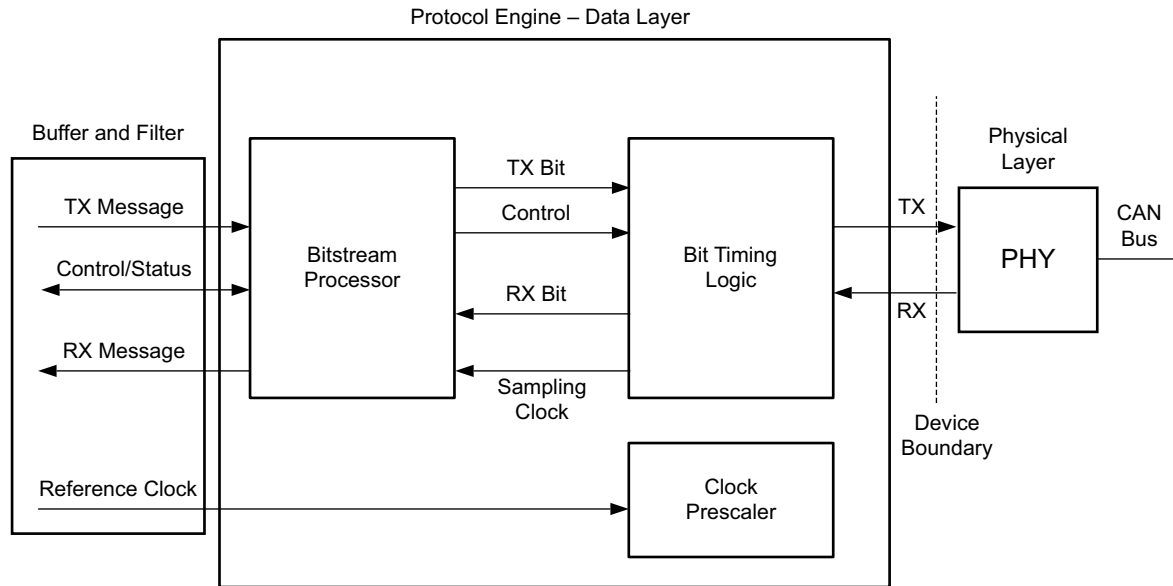 Protocol Engine – Data Layer
Buffer and Filter
TX Message
Control/Status
RX Message
Reference Clock
Bitstream
Processor
TX Bit
Control
RX Bit
Sampling
Clock
Bit Timing
Logic
Clock
Prescaler
TX
RX
Device
Boundary
Physical
Layer
PHY
CAN
Bus